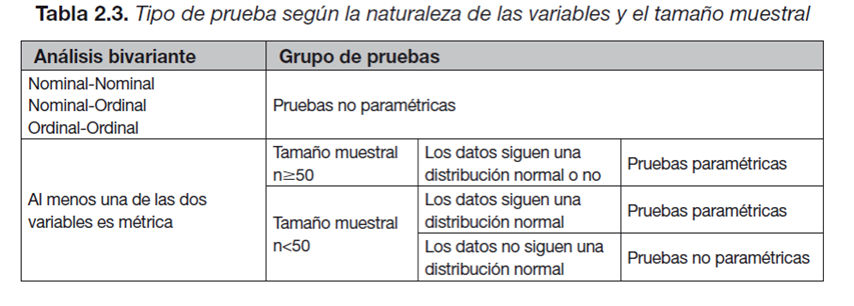 Tabla 2.3. Tipo de prueba según la naturaleza de las variables y el tamaño muestral
Análisis bivariante
Grupo de pruebas
Nominal-Nominal
Nominal-Ordinal
Ordinal-Ordinal
Pruebas no paramétricas
Al menos una de las dos
variables es métrica
Tamaño muestral
n≥50
Los datos siguen una
distribución normal o no
Pruebas paramétricas
Tamaño muestral
n<50
Los datos siguen una
distribución normal
Pruebas paramétricas
Los datos no siguen una
distribución normal
Pruebas no paramétricas